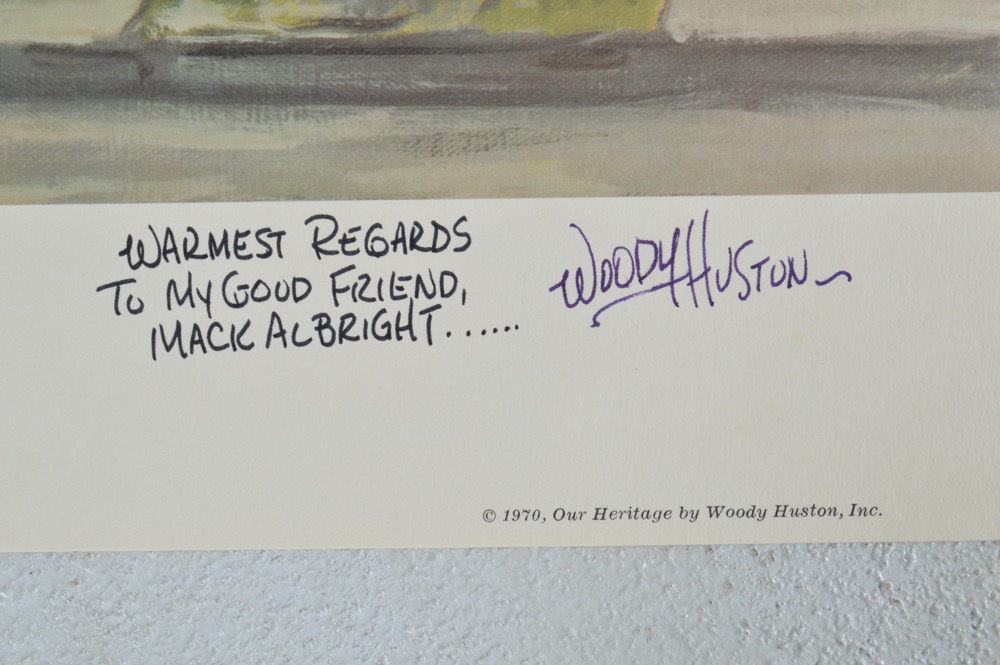 WARMEST REGARDS
TO MY GOOD FRIEND,
MACK ALBRIGHT......
WOODY HUSTON
© 1970, Our Heritage by Woody Huston, Inc.